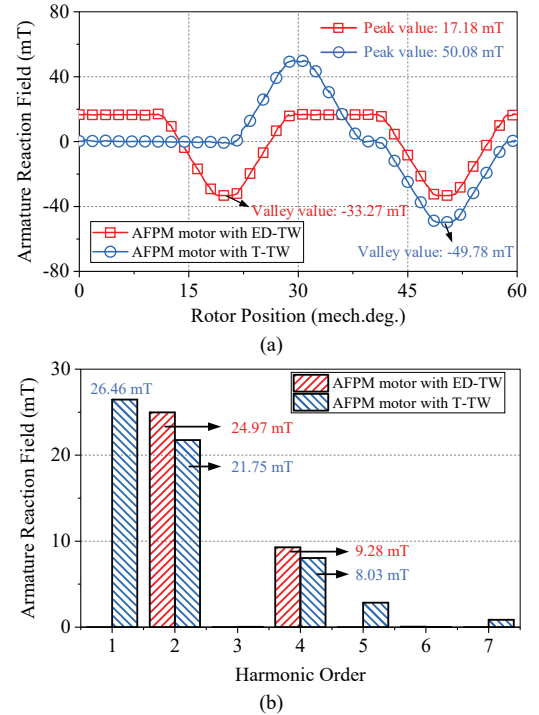 Armature Reaction Field (mT)
80
40
0
-40
-80
Peak value: 17.18 mT
Peak value: 50.08 mT
Valley value: -33.27 mT
Valley value: -49.78 mT
AFPM motor with ED-TW
AFPM motor with T-TW
0 15 30 45 60
Rotor Position (mech.deg.)
(a)
Armature Reaction Field (mT)
30
20
10
0
26.46 mT
AFPM motor with ED-TW
AFPM motor with T-TW
24.97 mT
21.75 mT
9.28 mT
8.03 mT
1 2 3 4 5 6 7
Harmonic Order
(b)